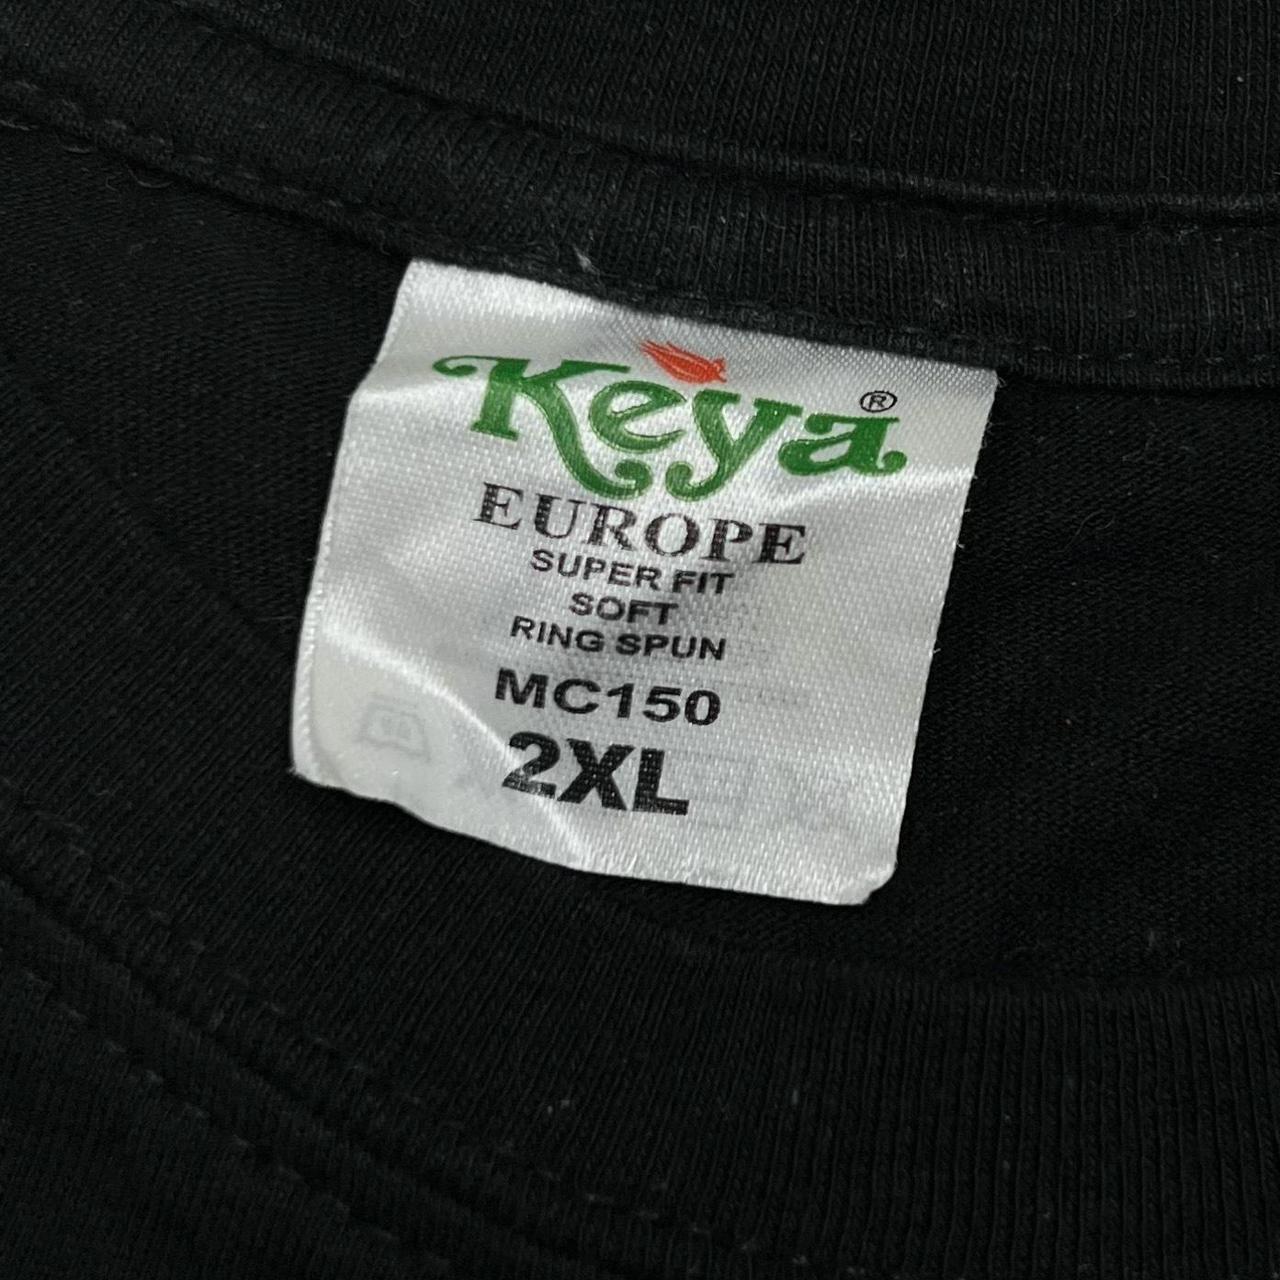 Keya®
EUROPE
SUPER FIT
SOFT
RING SPUN
MC150
2XL